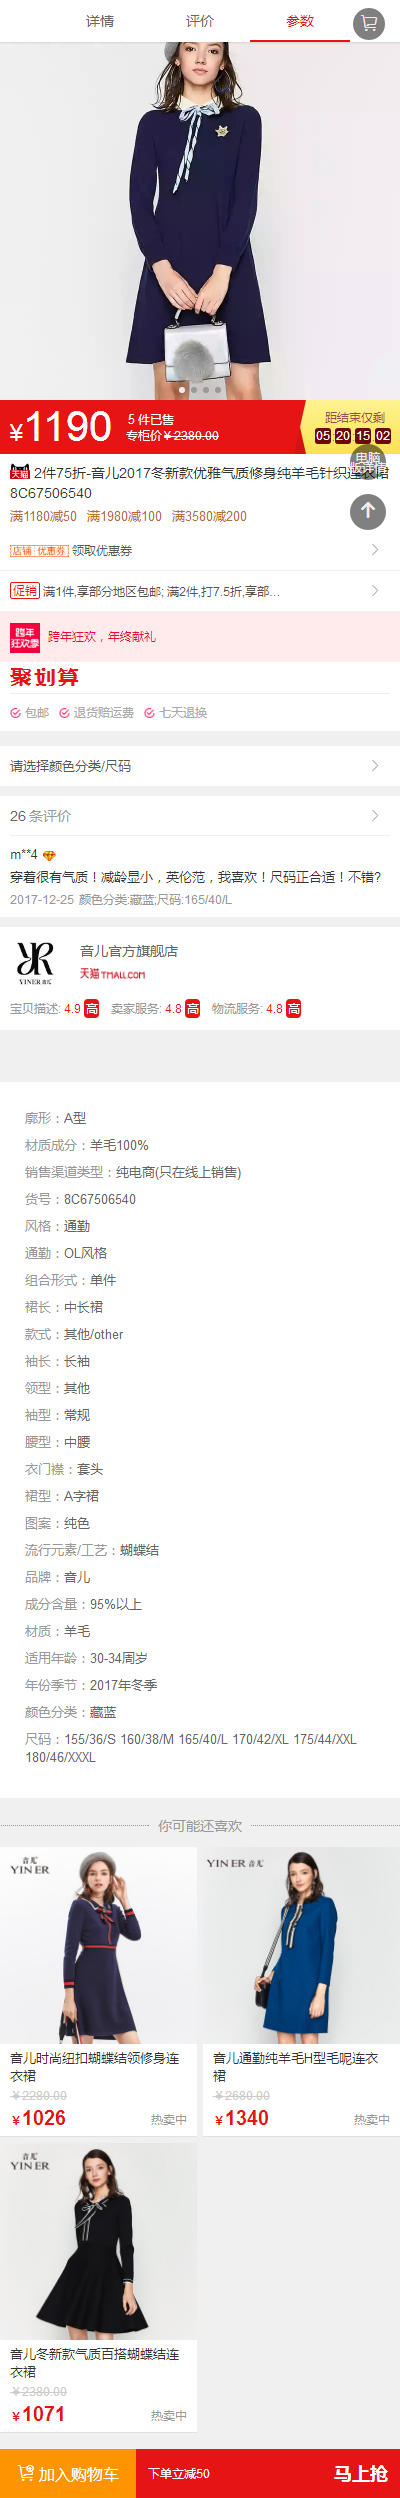 详情 评价 参数
¥1190 5 件已售
专柜价¥2380.00
距结束仅剩
05:20:15:02
天猫 2件75折-音儿2017冬新款优雅气质修身纯羊毛针织连衣裙
8C67506540
电脑
版详情
满1180减50 满1980减100 满3580减200
店铺 优惠券 领取优惠券
促销 满1件,享部分地区包邮; 满2件,打7.5折,享部...
跨年
狂欢季
跨年狂欢，年终献礼
聚划算
包邮 退货赔运费 七天退换
请选择颜色分类/尺码
26 条评价
m**4
穿着很有气质！减龄显小，英伦范，我喜欢！尺码正合适！不错?
2017-12-25 颜色分类:藏蓝;尺码:165/40/L
YINER 音儿
音儿官方旗舰店
天猫 TMALL.COM
宝贝描述: 4.9 高 卖家服务: 4.8 高 物流服务: 4.8 高
廓形：A型
材质成分：羊毛100%
销售渠道类型：纯电商(只在线上销售)
货号：8C67506540
风格：通勤
通勤：OL风格
组合形式：单件
裙长：中长裙
款式：其他/other
袖长：长袖
领型：其他
袖型：常规
腰型：中腰
衣门襟：套头
裙型：A字裙
图案：纯色
流行元素/工艺：蝴蝶结
品牌：音儿
成分含量：95%以上
材质：羊毛
适用年龄：30-34周岁
年份季节：2017年冬季
颜色分类：藏蓝
尺码：155/36/S 160/38/M 165/40/L 170/42/XL 175/44/XXL
180/46/XXXL
你可能还喜欢
音儿
YINER
YINER 音儿
音儿时尚纽扣蝴蝶结领修身连
衣裙
¥2280.00
¥1026 热卖中
音儿通勤纯羊毛H型毛呢连衣
裙
¥2680.00
¥1340 热卖中
音儿
YINER
音儿冬新款气质百搭蝴蝶结连
衣裙
¥2380.00
¥1071 热卖中
加入购物车 下单立减50 马上抢